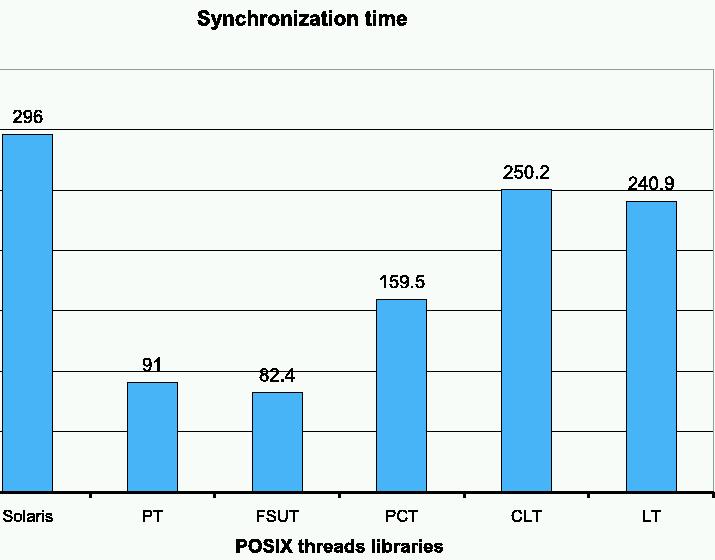 Synchronization time
296
91
82.4
159.5
250.2
240.9
Solaris PT FSUT PCT CLT LT
POSIX threads libraries